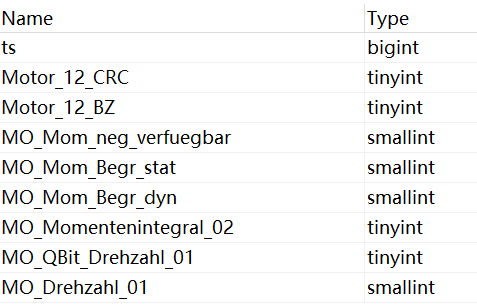 Name Type
ts bigint
Motor_12_CRC tinyint
Motor_12_BZ tinyint
MO_Mom_neg_verfuegbar smallint
MO_Mom_Begr_stat smallint
MO_Mom_Begr_dyn smallint
MO_Momentenintegral_02 tinyint
MO_QBit_Drehzahl_01 tinyint
MO_Drehzahl_01 smallint